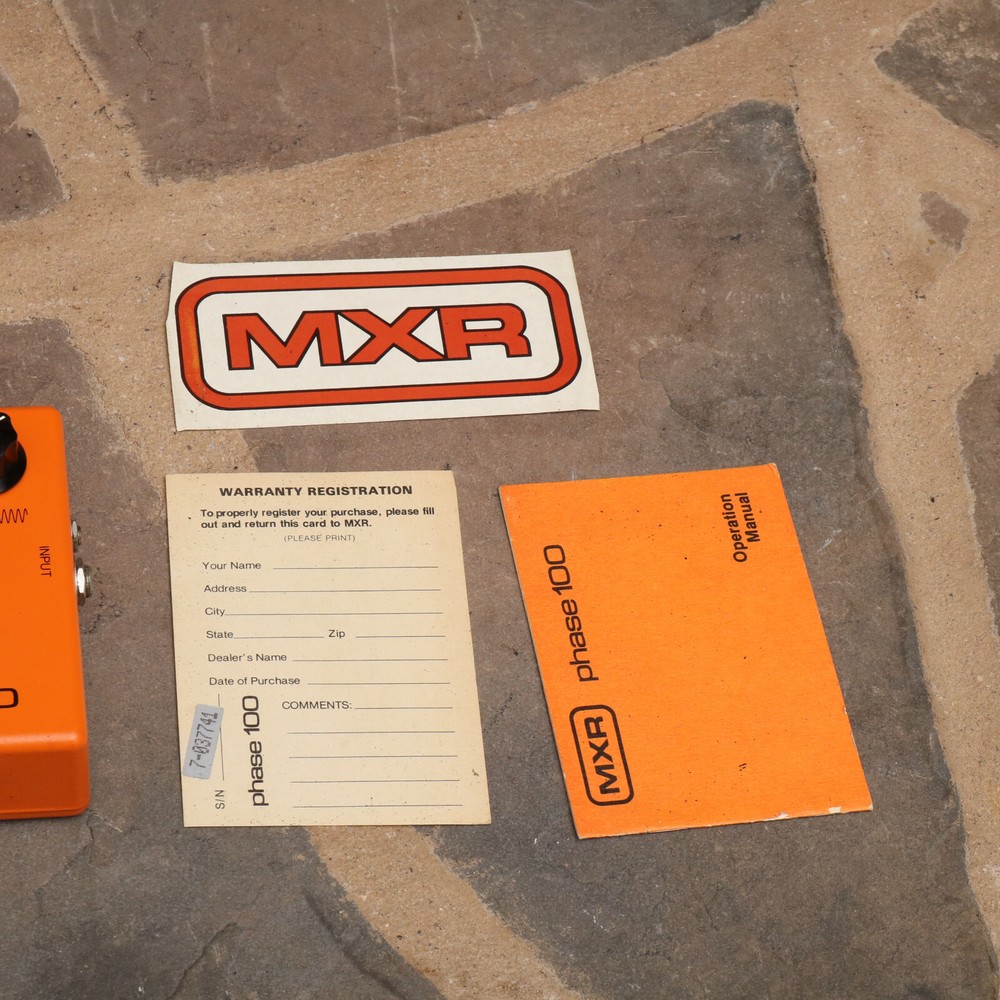 MXR
WARRANTY REGISTRATION
To properly register your purchase, please fill
out and return this card to MXR.
(PLEASE PRINT)
Your Name
Address
City
State Zip
Dealer's Name
Date of Purchase
COMMENTS:
S/N
7-037741
phase 100
Operation
Manual
phase 100
MXR
INPUT
0